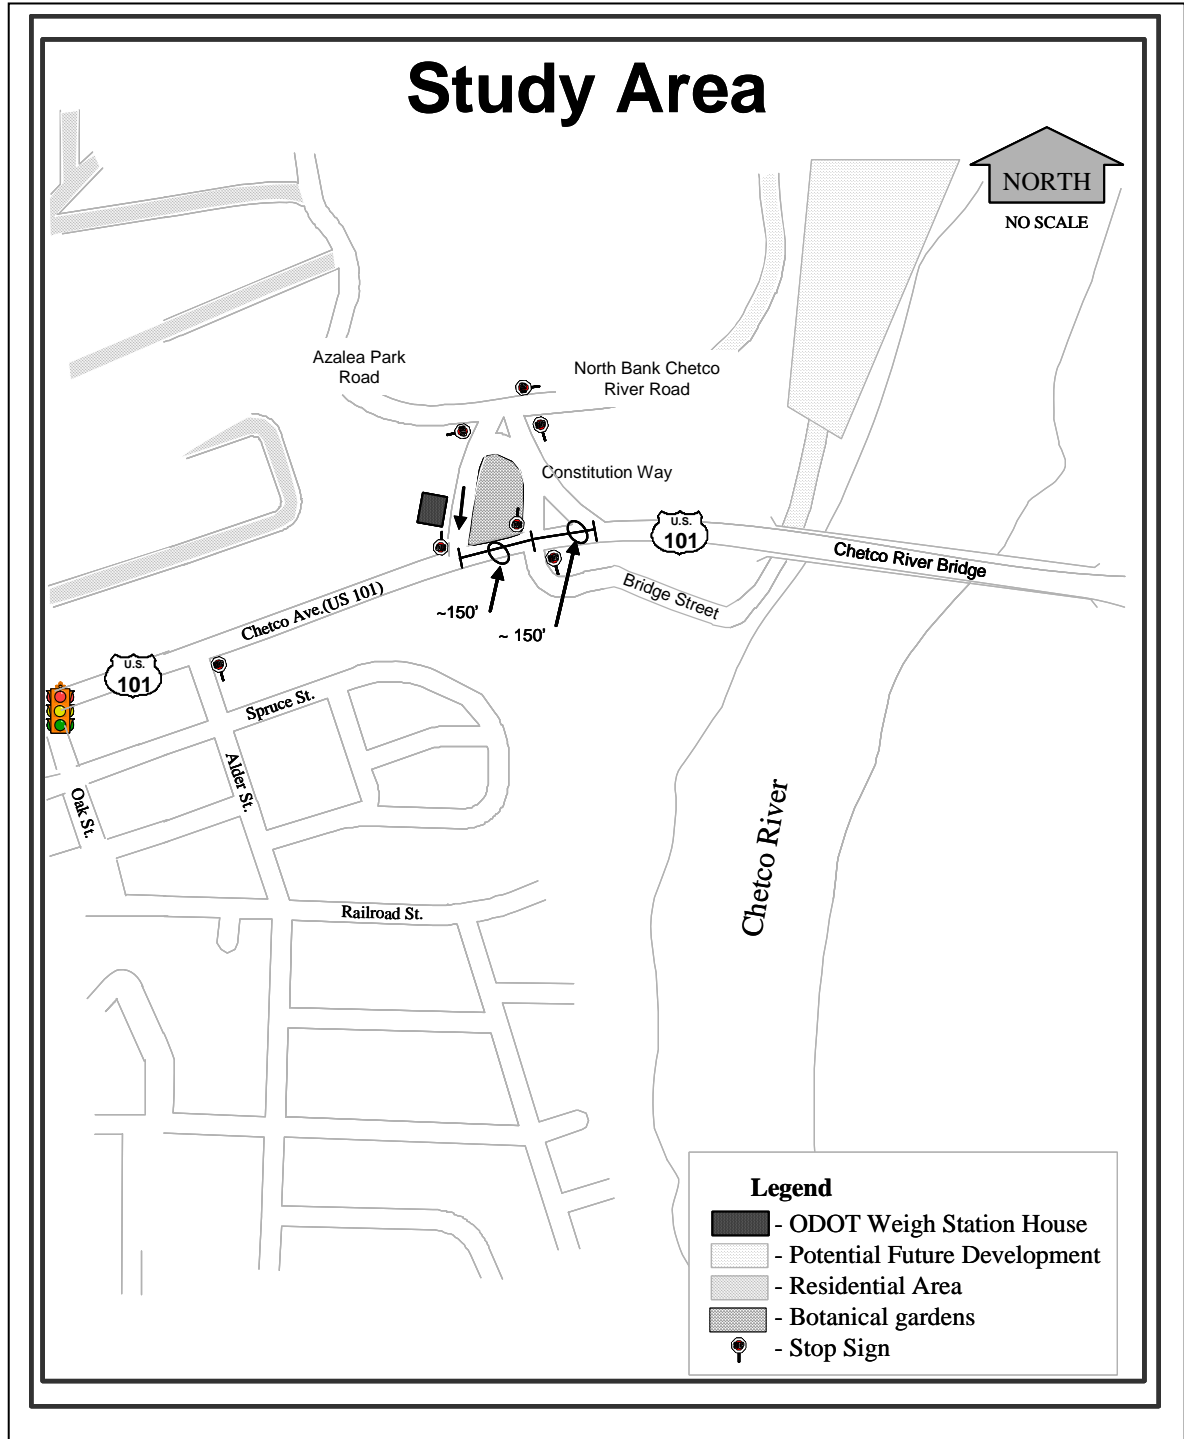 Study Area
NORTH
NO SCALE
Azalea Park
Road
North Bank Chetco
River Road
Constitution Way
U.S.
101
Chetco River Bridge
Bridge Street
Chetco Ave.(US 101)
~150'
~ 150'
U.S.
101
Spruce St.
Alder St.
Oak St.
Chetco River
Railroad St.
Legend
- ODOT Weigh Station House
- Potential Future Development
- Residential Area
- Botanical gardens
- Stop Sign